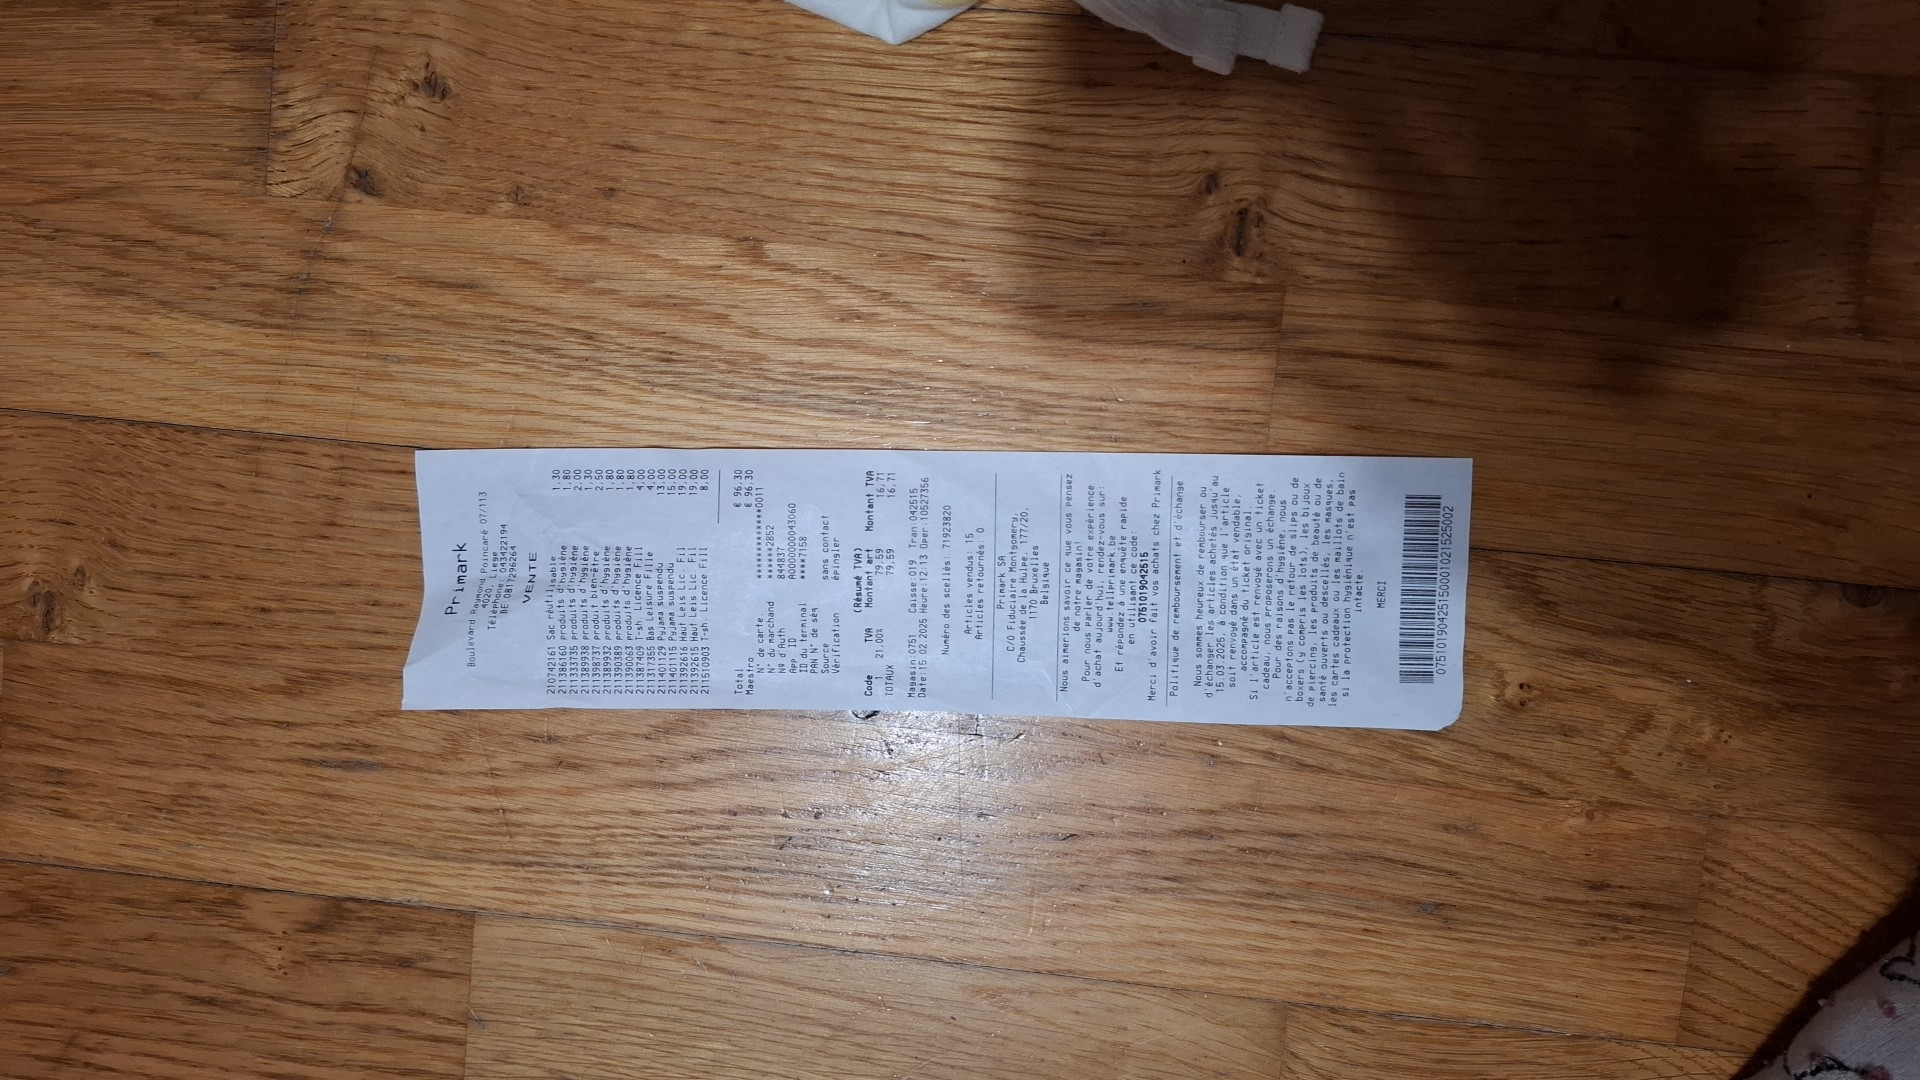 Primark
Boulevard Raymond Poincaré 07/113
4020, Liege
Téléphone 043422194
BE 0817296264
VENTE
210742161 Sac réutilisable 1,30
211386160 produits d'hygiène 1,80
211333735 produits d'hygiène 2,00
211389938 produits d'hygiène 1,30
211398737 produit bien-être 2,50
211389932 produits d'hygiène 1,80
211390389 produits d'hygiène 1,80
211390063 produits d'hygiène 1,80
211387409 T-sh. Licence Fill 4,00
211317355 Bas Leisure Fille 4,00
211401129 Pyjama suspendu 13,00
211401115 Pyjama suspendu 15,00
211392616 Haut Leis Lic. Fil 19,00
211392615 Haut Leis Lic. Fil 19,00
211510903 T-sh. Licence Fill 8,00
Total € 96,30
Maestro € 96,30
N° de carte
N° du marchand ******2852
Nº d'Auth 848337
App. ID A0000000043060
ID du Terminal ****7158
PAN N° de séq
Source sans contact
Vérification épingler
(Résumé TVA)
Code TVA Montent art Montant TVA
1 21,00% 79,59 16,71
TOTAUX 79,59 16,71
Magasin:0751 Caisse:019 Tran:042515
Date:15.02.2025 Heure:12:13 Oper:10527356
Numéro des scellés: 71923820
Articles vendus: 15
Articles retournés: 0
Primark SA
C/O Fiduciaire Montgomery,
Chaussée de la Hulpe, 177/20,
1170 Bruxelles
Belgique
Nous aimerions savoir ce que vous pensez
de notre magasin!
Pour nous parler de votre expérience
d'achat aujourd'hui, rendez-vous sur:
www.tellprimark.be
Et répondez à une enquête rapide
en utilisant ce code:
0751019042515
Merci d'avoir fait vos achats chez Primark
Politique de remboursement et d'échange
Nous sommes heureux de rembourser ou
d'échanger les articles achetés jusqu'au
15.03.2025, à condition que l'article
soit renvoyé dans un état vendable,
accompagné du ticket original.
Si l'article est renvoyé avec un ticket
cadeau, nous proposerons un échange.
Pour des raisons d'hygiène, nous
n'acceptons pas le retour de slips ou de
boxers (y compris les lots), les bijoux
de piercing, les produits de beauté ou de
santé ouverts ou descellés, les masques,
les cartes cadeaux ou les maillots de bain
si la protection hygiénique n'est pas
intacte.
MERCI
0751019042515000102152500​2